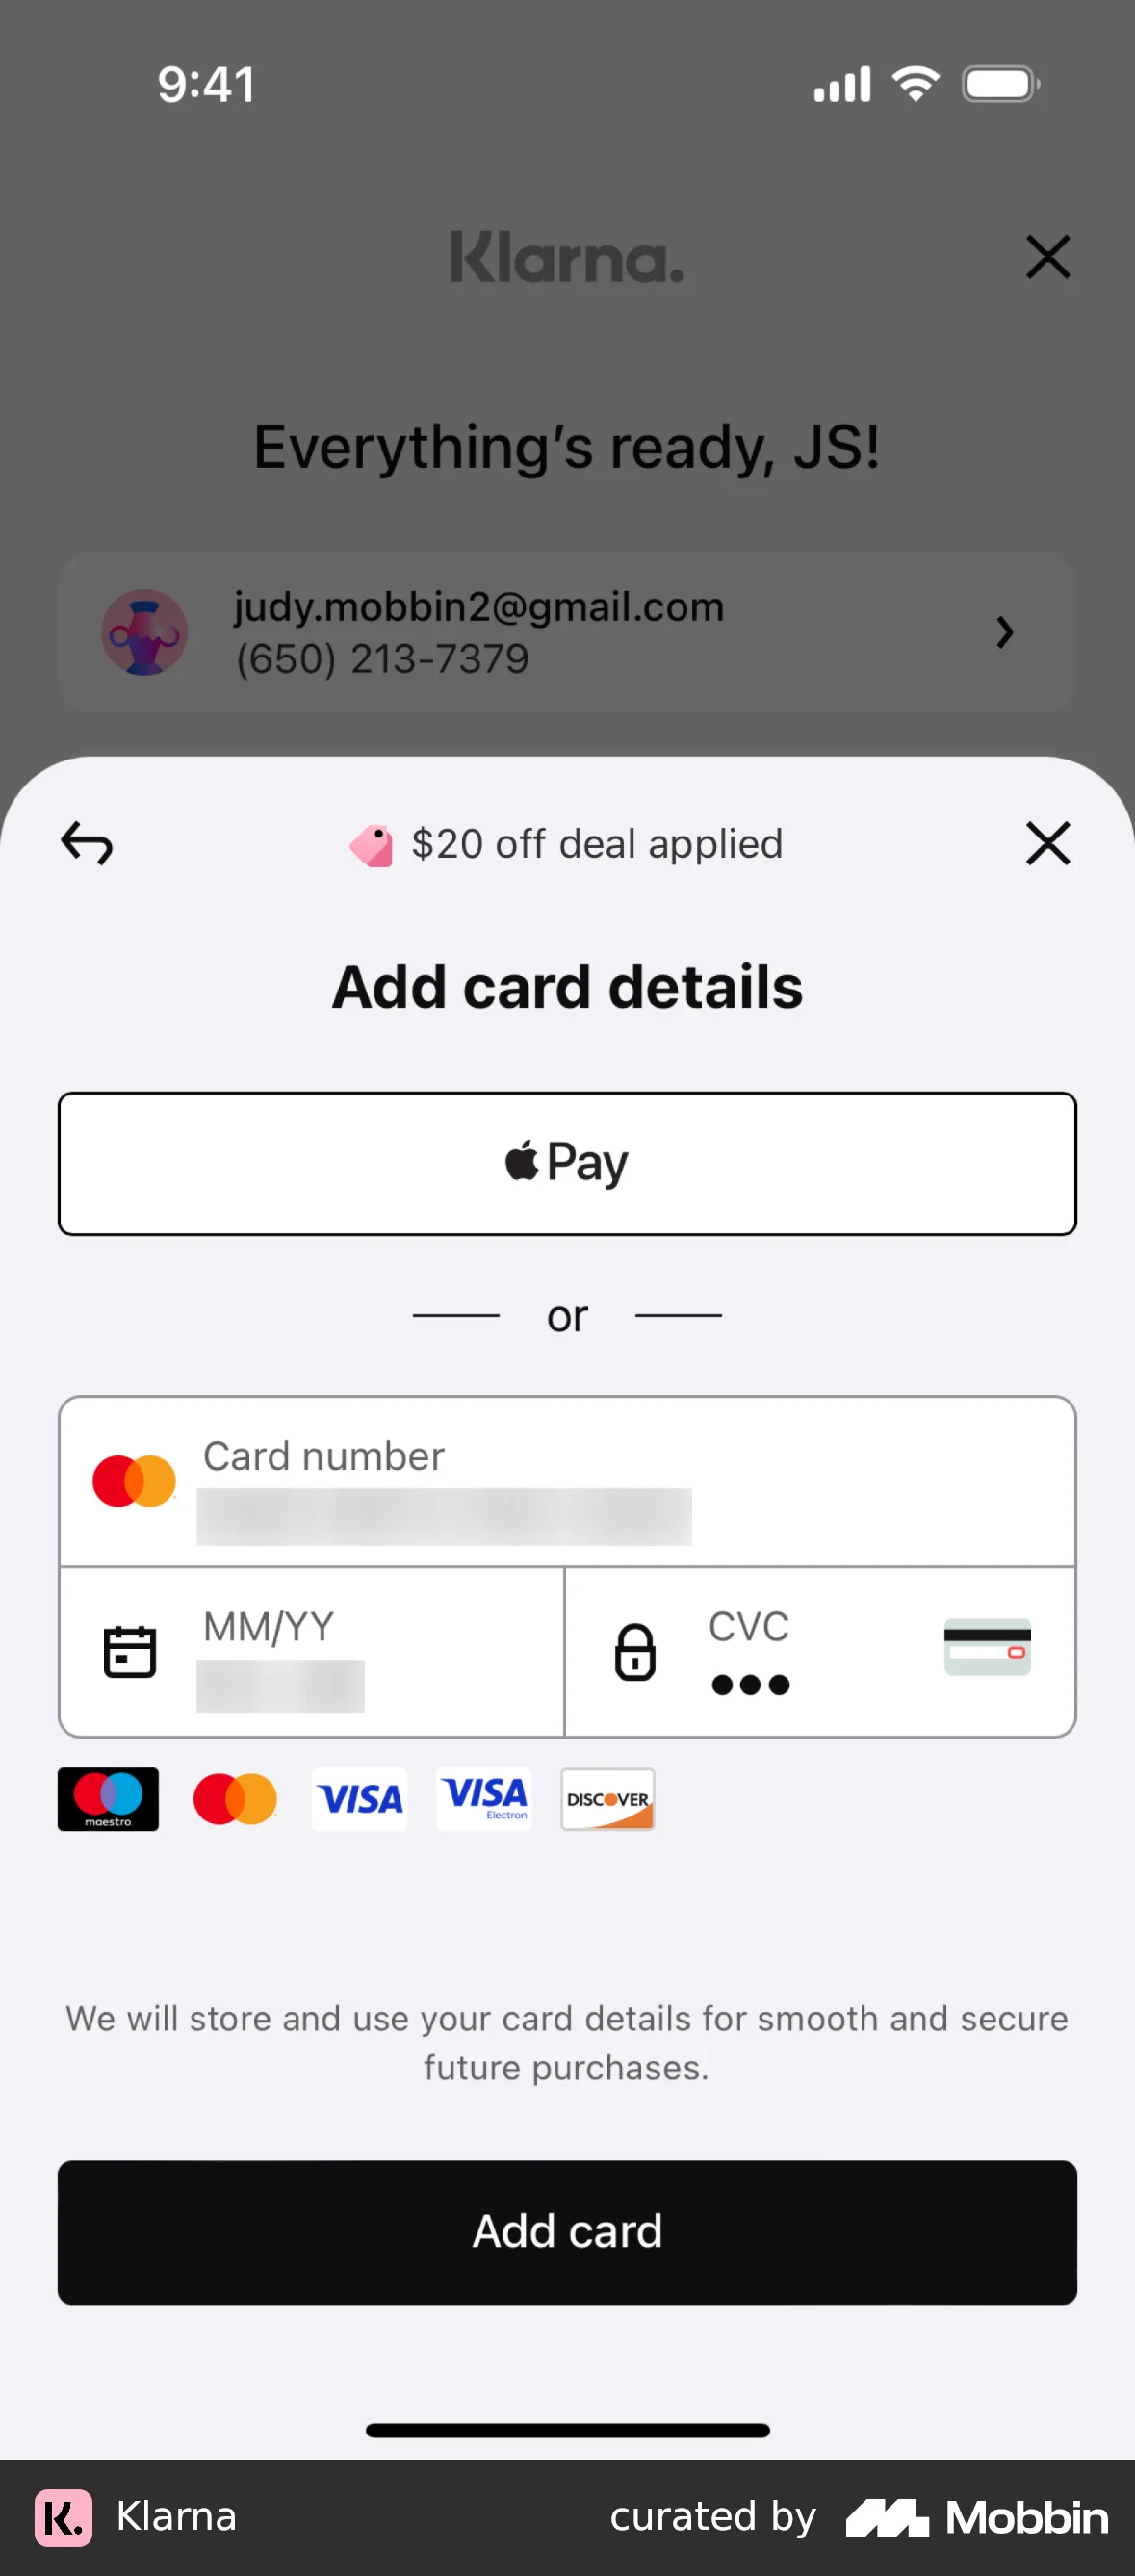 9:41
Klarna.
Everything's ready, JS!
judy.mobbin2@gmail.com
(650) 213-7379
$20 off deal applied
Add card details
Pay
or
Card number
MM/YY
CVC
maestro
VISA
VISA
Electron
DISCOVER
We will store and use your card details for smooth and secure
future purchases.
Add card
K. Klarna
curated by Mobbin